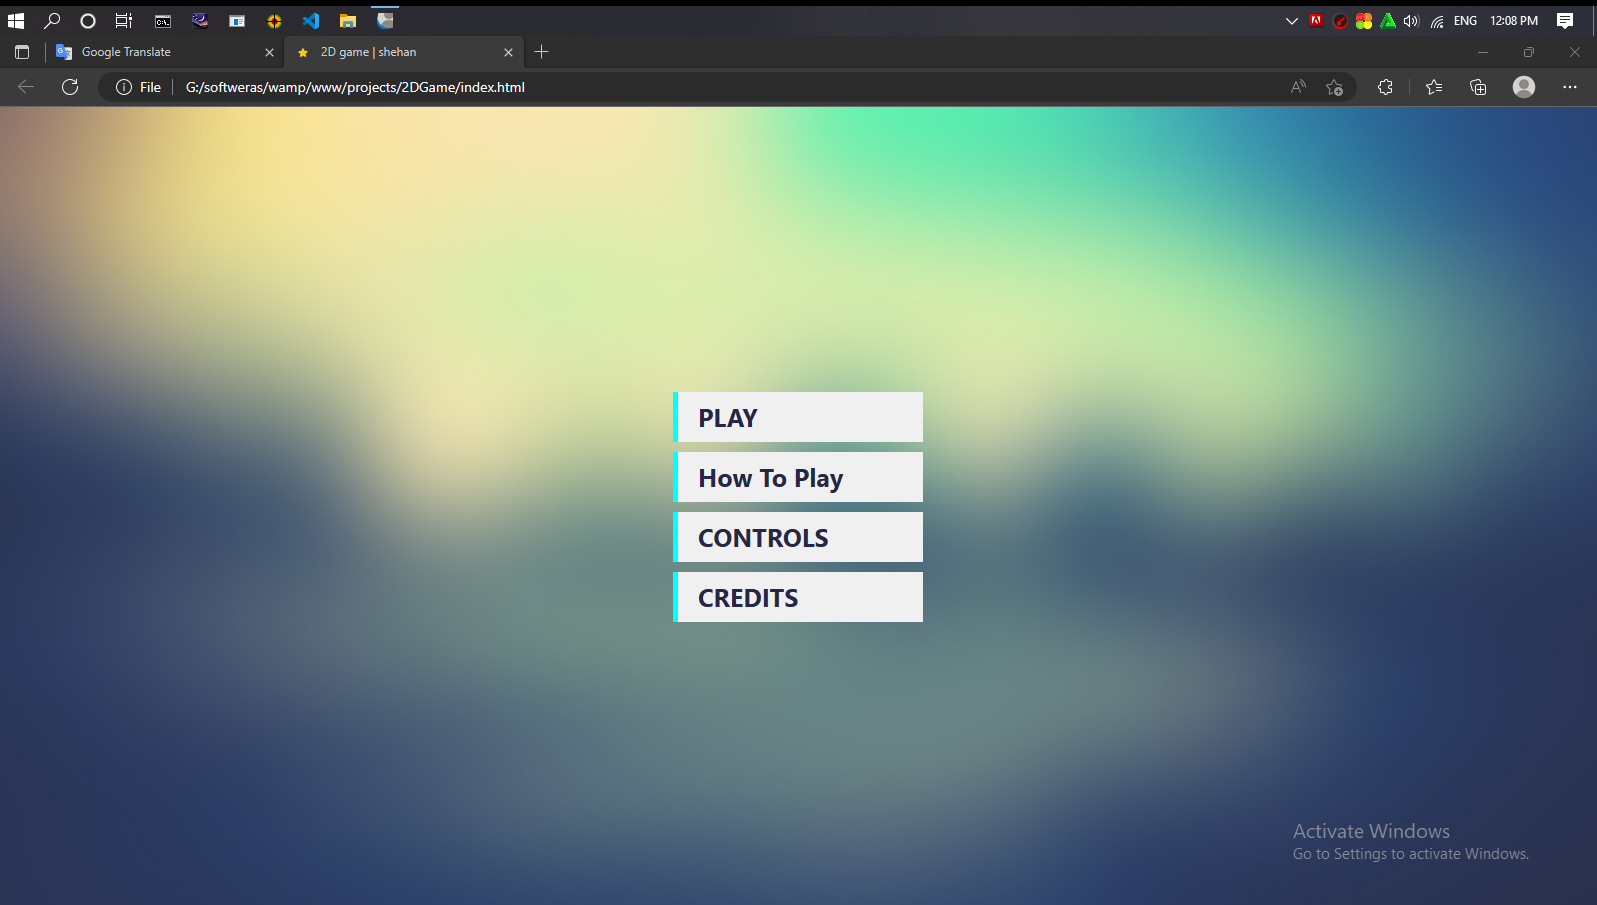 ENG 12:08 PM
Google Translate
2D game | shehan
File G:/softweras/wamp/www/projects/2DGame/index.html
PLAY
How To Play
CONTROLS
CREDITS
Activate Windows
Go to Settings to activate Windows.